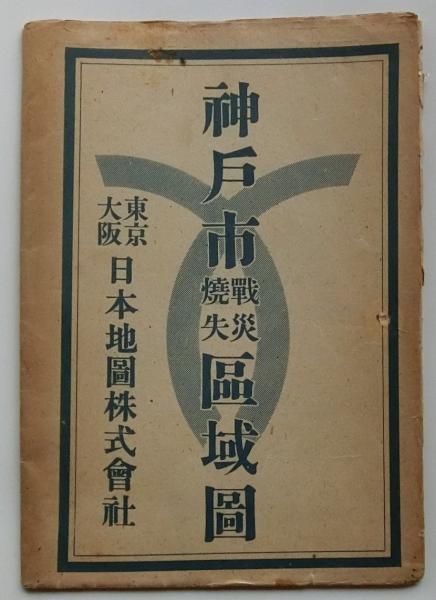 神戶市戰災燒失區域圖
東京
大阪
日本地圖株式會社